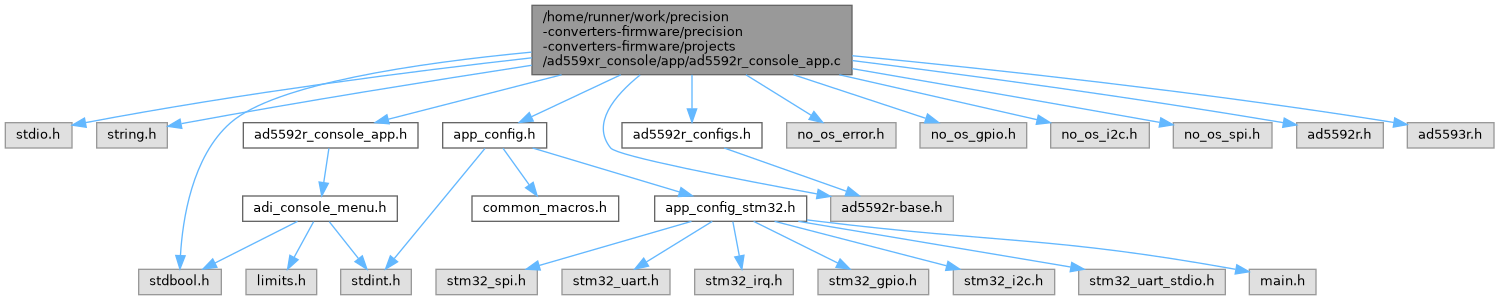 /home/runner/work/precision
-converters-firmware/precision
-converters-firmware/projects
/ad559xr_console/app/ad5592r_console_app.c
stdio.h
string.h
ad5592r_console_app.h
app_config.h
ad5592r_configs.h
no_os_error.h
no_os_gpio.h
no_os_i2c.h
no_os_spi.h
ad5592r.h
ad5593r.h
adi_console_menu.h
common_macros.h
app_config_stm32.h
ad5592r-base.h
stdbool.h
limits.h
stdint.h
stm32_spi.h
stm32_uart.h
stm32_irq.h
stm32_gpio.h
stm32_i2c.h
stm32_uart_stdio.h
main.h